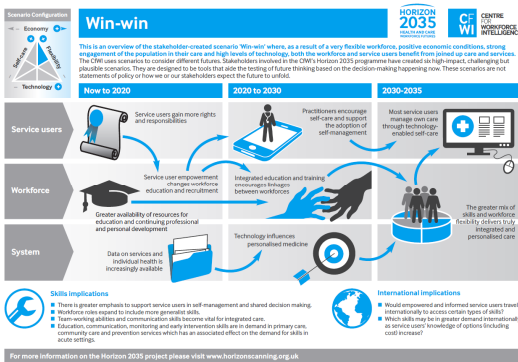 Scenario Configuration
Economy
Self-care
Flexibility
Technology
Win-win
HORIZON
2035
HEALTH AND CARE
WORKFORCE FUTURES
CF
WI
CENTRE
FOR
WORKFORCE
INTELLIGENCE
This is an overview of the stakeholder-created scenario 'Win-win' where, as a result of a very flexible workforce, positive economic conditions, strong
engagement of the population in their care and high levels of technology, both the workforce and service users benefit from joined up care and services.
The CfWI uses scenarios to consider different futures. Stakeholders involved in the CfWI's Horizon 2035 programme have created six high-impact, challenging but
plausible scenarios. They are designed to be tools that aide the testing of future thinking based on the decision-making happening now. These scenarios are not
statements of policy or how we or our stakeholders expect the future to unfold.
Now to 2020
2020 to 2030
2030-2035
Service users
Service users gain more rights
and responsibilities
Practitioners encourage
self-care and support
the adoption of
self-management
Most service users
manage own care
through technology-
enabled self-care
Workforce
Service user empowerment
changes workforce
education and recruitment
Integrated education and training
encourages linkages
between workforces
Greater availability of resources for
education and continuing professional
and personal development
The greater mix of
skills and workforce
flexibility delivers truly
integrated and
personalised care
System
Data on services and
individual health is
increasingly available
Technology influences
personalised medicine
Skills Implications
There is greater emphasis to support service users in self-management and shared decision making.
Workforce roles expand to include more generalist skills.
Team-working abilities and communication skills become vital for integrated care.
Education, communication, monitoring and early intervention skills are in demand in primary care,
community care and prevention services which has an associated effect on the demand for skills in
acute settings.
International Implications
Would empowered and informed service users travel
internationally to access certain types of skills?
Which skills may be in greater demand internationally
as service users' knowledge of options (including
cost) increase?
For more information on the Horizon 2035 project please visit www.horizonscanning.org.uk